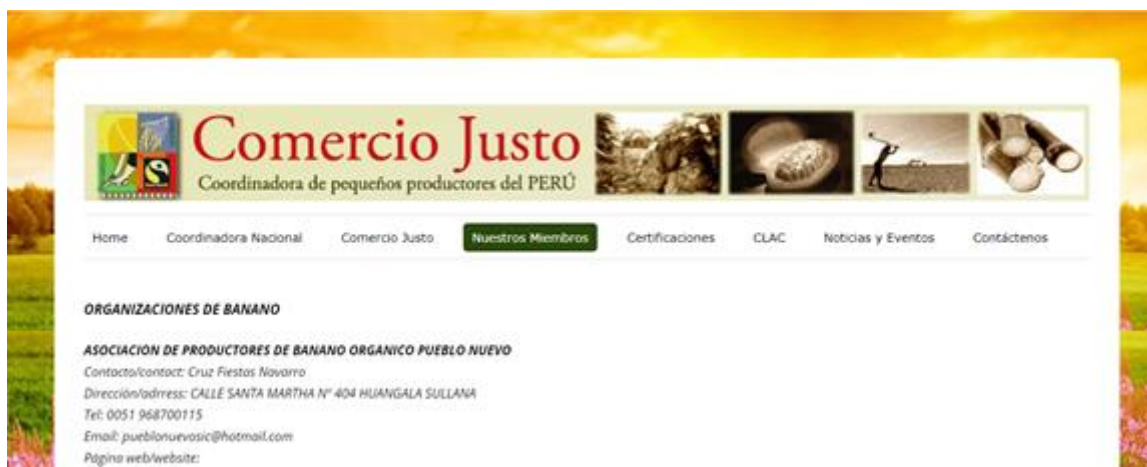 Comercio Justo
Coordinadora de pequeños productores del PERÚ
Home Coordinadora Nacional Comercio Justo Nuestros Miembros Certificaciones CLAC Noticias y Eventos Contáctenos
ORGANIZACIONES DE BANANO
ASOCIACION DE PRODUCTORES DE BANANO ORGANICO PUEBLO NUEVO
Contacto/contact: Cruz Fiestas Navarro
Dirección/adrress: CALLE SANTA MARTHA Nº 404 HUANGALA SULLANA
Tel: 0051 968700115
Email: pueblonuevosic@hotmail.com
Página web/website: